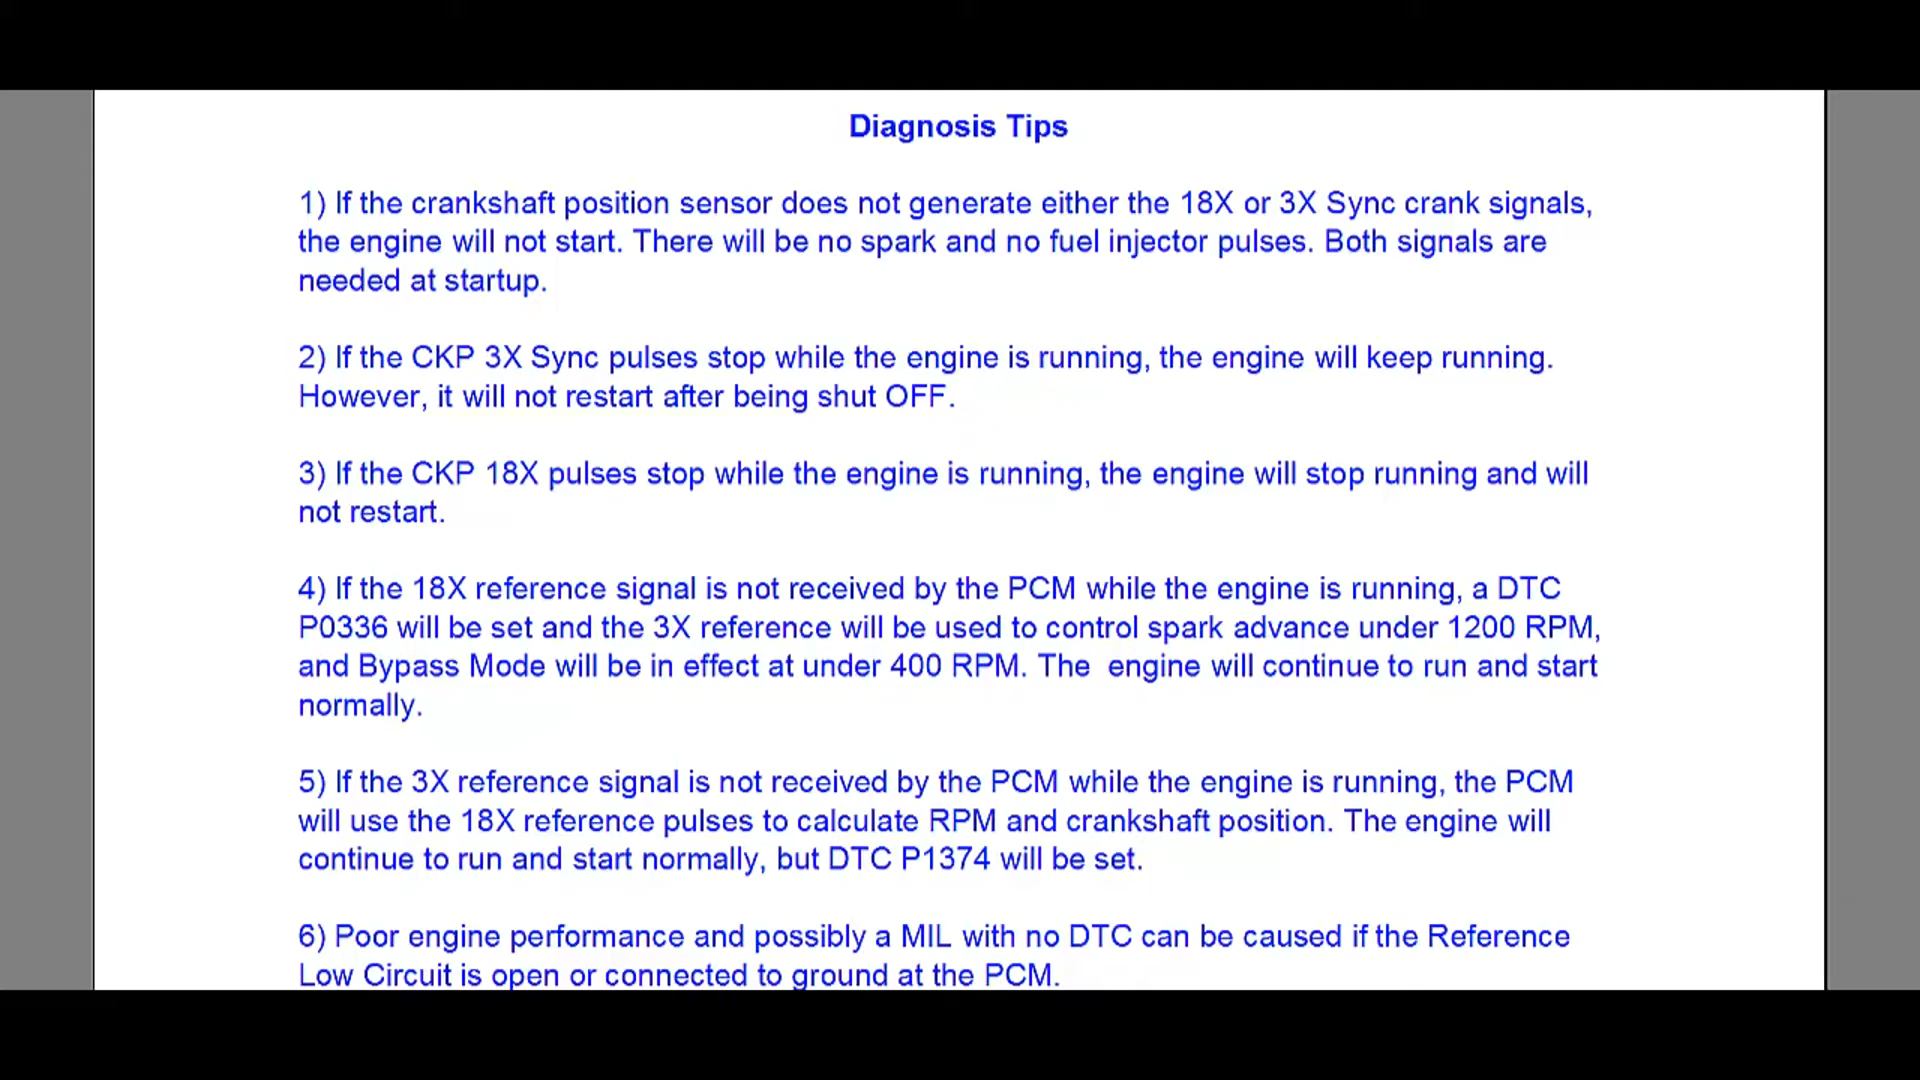 Diagnosis Tips
1) If the crankshaft position sensor does not generate either the 18X or 3X Sync crank signals,
the engine will not start. There will be no spark and no fuel injector pulses. Both signals are
needed at startup.
2) If the CKP 3X Sync pulses stop while the engine is running, the engine will keep running.
However, it will not restart after being shut OFF.
3) If the CKP 18X pulses stop while the engine is running, the engine will stop running and will
not restart.
4) If the 18X reference signal is not received by the PCM while the engine is running, a DTC
P0336 will be set and the 3X reference will be used to control spark advance under 1200 RPM,
and Bypass Mode will be in effect at under 400 RPM. The  engine will continue to run and start
normally.
5) If the 3X reference signal is not received by the PCM while the engine is running, the PCM
will use the 18X reference pulses to calculate RPM and crankshaft position. The engine will
continue to run and start normally, but DTC P1374 will be set.
6) Poor engine performance and possibly a MIL with no DTC can be caused if the Reference
Low Circuit is open or connected to ground at the PCM.